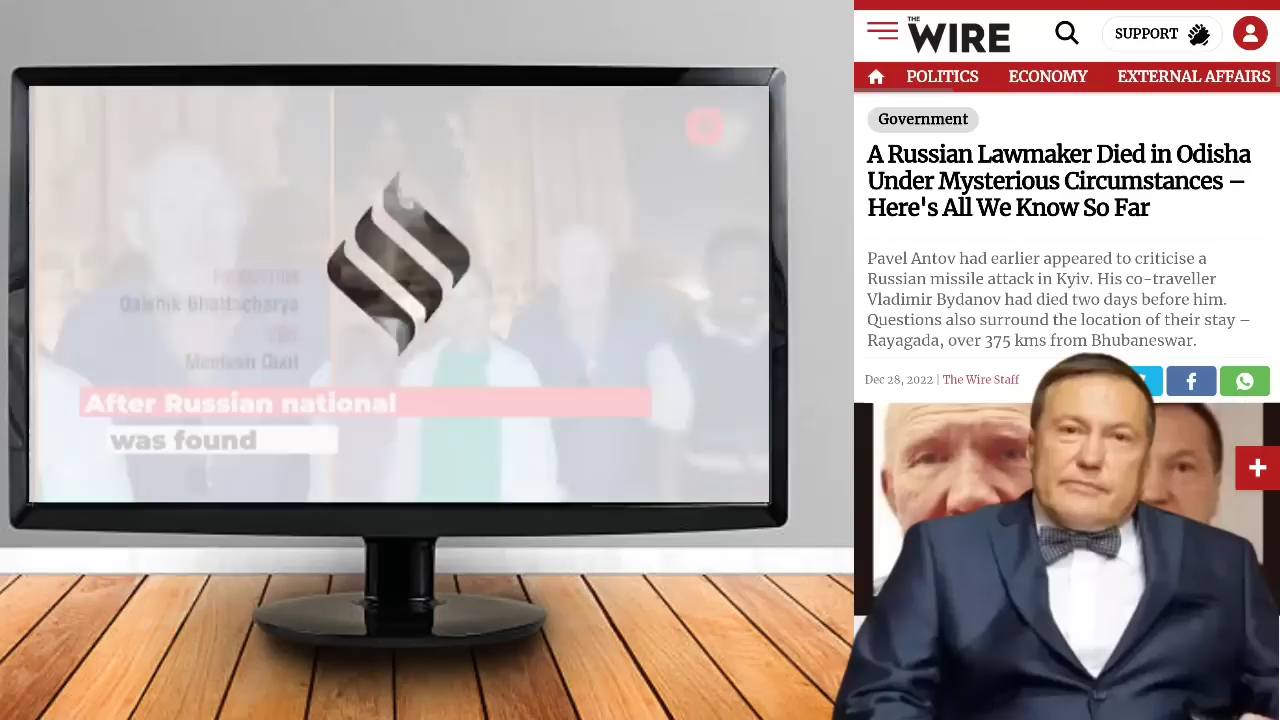 PRODUCTION
Dalshik Bhattacharya
After Russian national
was found
THE
WIRE
SUPPORT
POLITICS
ECONOMY
EXTERNAL AFFAIRS
Government
A Russian Lawmaker Died in Odisha
Under Mysterious Circumstances –
Here's All We Know So Far
Pavel Antov had earlier appeared to criticise a
Russian missile attack in Kyiv. His co-traveller
Vladimir Bydanov had died two days before him.
Questions also surround the location of their stay –
Rayagada, over 375 kms from Bhubaneswar.
Dec 28, 2022 | The Wire Staff